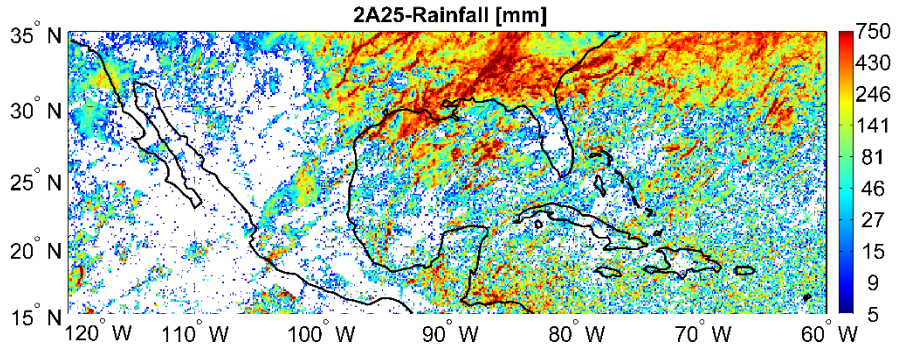 2A25-Rainfall [mm]
35° N
30° N
25° N
20° N
15° N
120° W 110° W 100° W 90° W 80° W 70° W 60° W
750
430
246
141
81
46
27
15
9
5